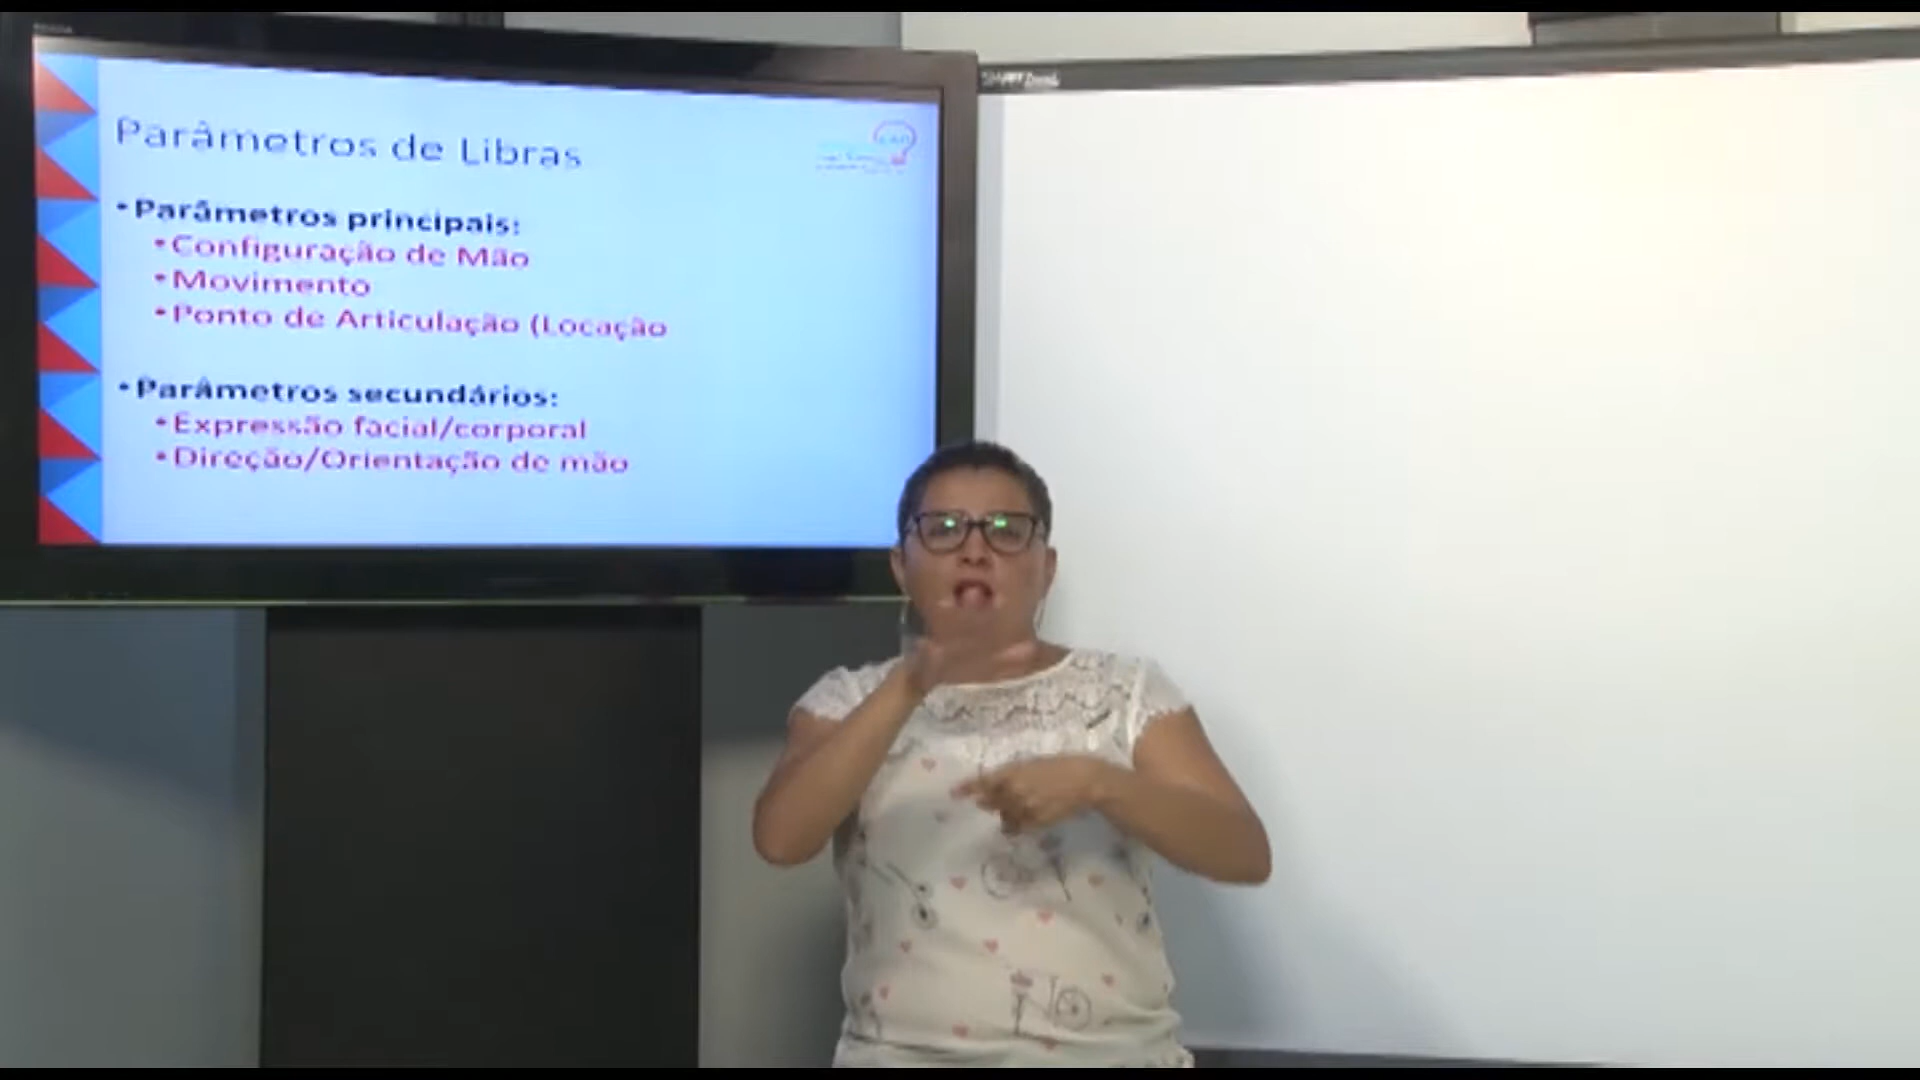 Parâmetros de Libras
•Parâmetros principais:
•Configuração de Mão
•Movimento
•Ponto de Articulação (Locação
•Parâmetros secundários:
•Expressão facial/corporal
•Direção/Orientação de mão